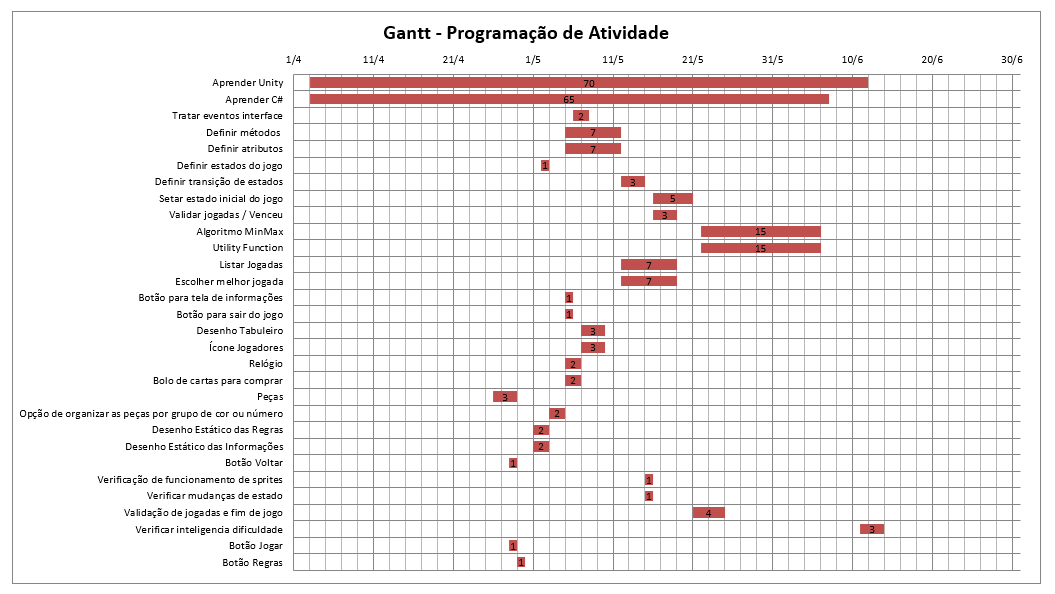 Gantt - Programação de Atividade
1/4 11/4 21/4 1/5 11/5 21/5 31/5 10/6 20/6 30/6
Aprender Unity 70
Aprender C# 65
Tratar eventos interface 2
Definir métodos 7
Definir atributos 7
Definir estados do jogo 1
Definir transição de estados 3
Setar estado inicial do jogo 5
Validar jogadas / Venceu 3
Algoritmo MinMax 15
Utility Function 15
Listar Jogadas 7
Escolher melhor jogada 7
Botão para tela de informações 1
Botão para sair do jogo 1
Desenho Tabuleiro 3
Ícone Jogadores 3
Relógio 2
Bolo de cartas para comprar 2
Peças 3
Opção de organizar as peças por grupo de cor ou número 2
Desenho Estático das Regras 2
Desenho Estático das Informações 2
Botão Voltar 1
Verificação de funcionamento de sprites 1
Verificar mudanças de estado 1
Validação de jogadas e fim de jogo 4
Verificar inteligencia dificuldade 3
Botão Jogar 1
Botão Regras 1